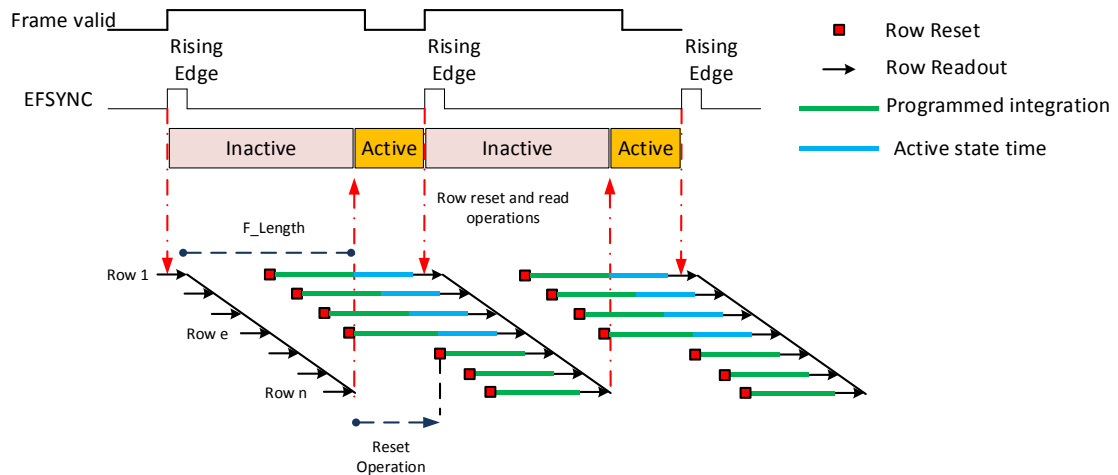 Frame valid
Rising
Edge
Rising
Edge
Rising
Edge
EFSYNC
Inactive
Active
Inactive
Active
Row reset and read
operations
F_Length
Row 1
Row e
Row n
Reset
Operation
Row Reset
Row Readout
Programmed integration
Active state time